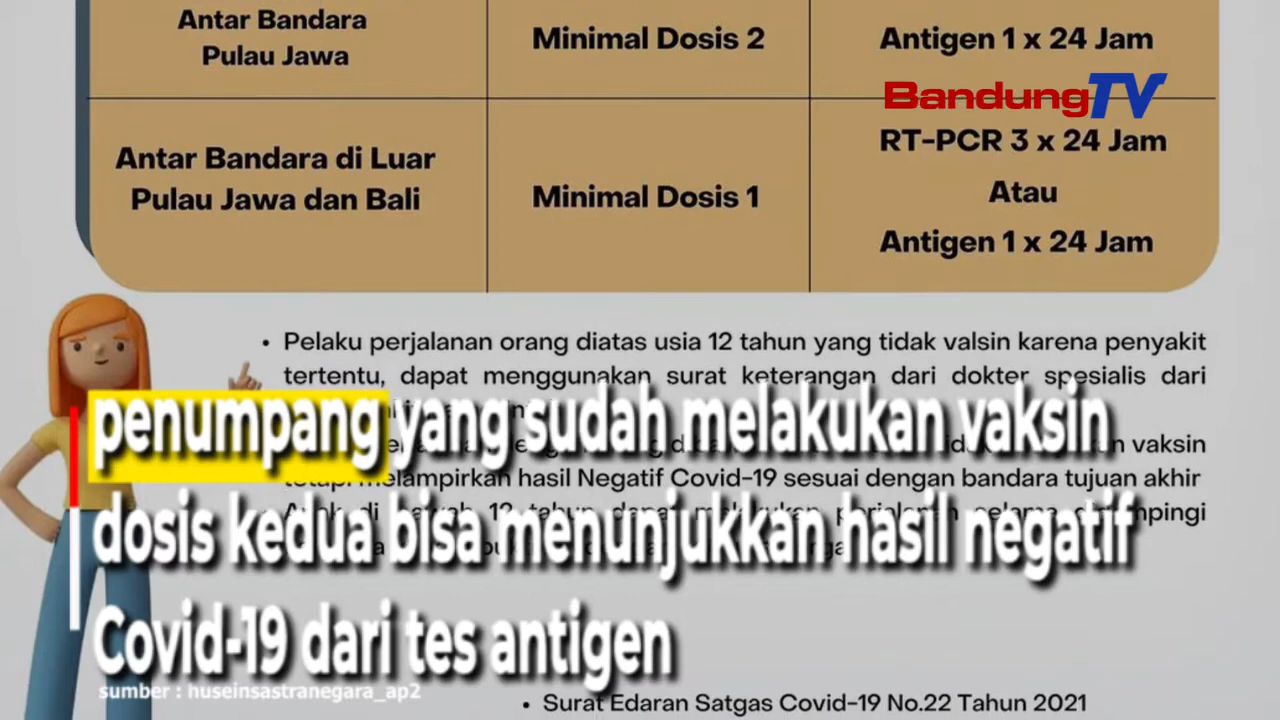 Antar Bandara
Pulau Jawa
Minimal Dosis 2
Antigen 1 x 24 Jam
BandungTV
Antar Bandara di Luar
Pulau Jawa dan Bali
Minimal Dosis 1
RT-PCR 3 x 24 Jam
Atau
Antigen 1 x 24 Jam
• Pelaku perjalanan orang diatas usia 12 tahun yang tidak valsin karena penyakit
tertentu, dapat menggunakan surat keterangan dari dokter spesialis dari
penumpang yang sudah melakukan vaksin
dosis kedua bisa menunjukkan hasil negatif
Covid-19 dari tes antigen
vaksin
melampirkan hasil Negatif Covid-19 sesuai dengan bandara tujuan akhir
sumber : huseinsastranegara_ap2
• Surat Edaran Satgas Covid-19 No.22 Tahun 2021